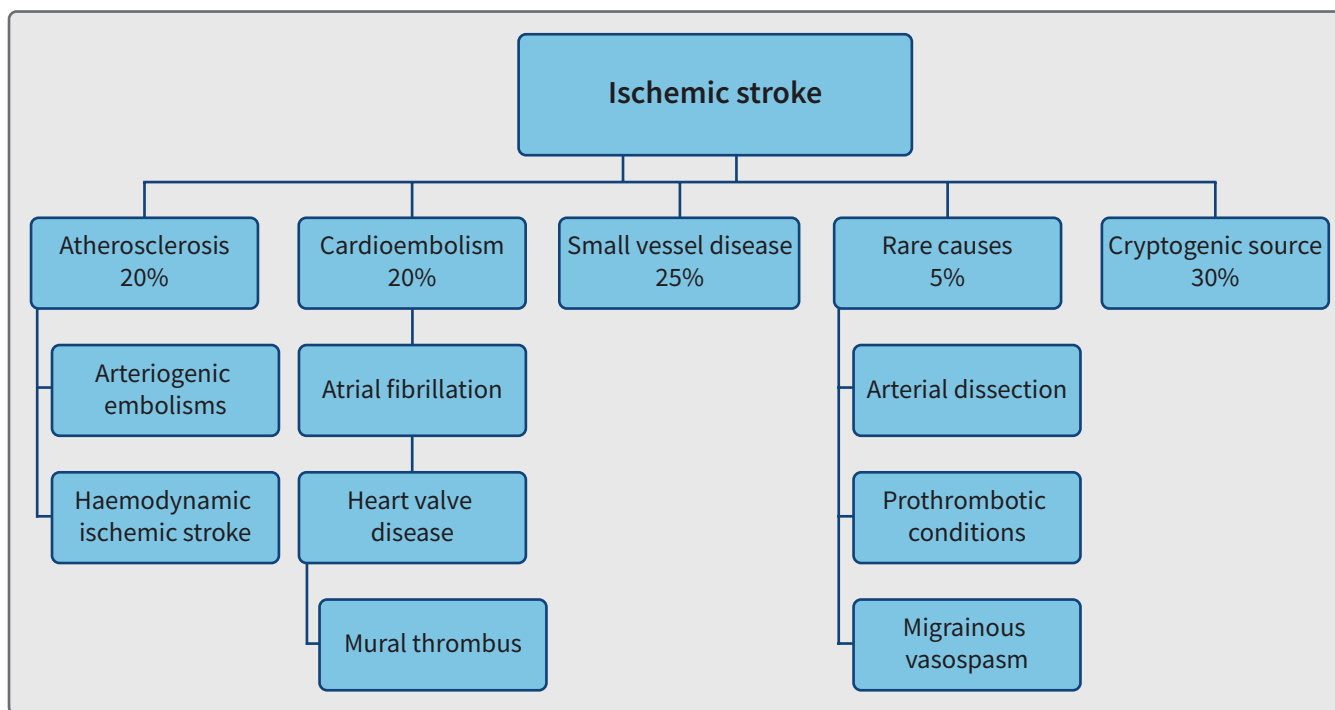 Ischemic stroke
Atherosclerosis
20%
Cardioembolism
20%
Small vessel disease
25%
Rare causes
5%
Cryptogenic source
30%
Arteriogenic
embolisms
Atrial fibrillation
Arterial dissection
Haemodynamic
ischemic stroke
Heart valve
disease
Prothrombotic
conditions
Mural thrombus
Migrainous
vasospasm